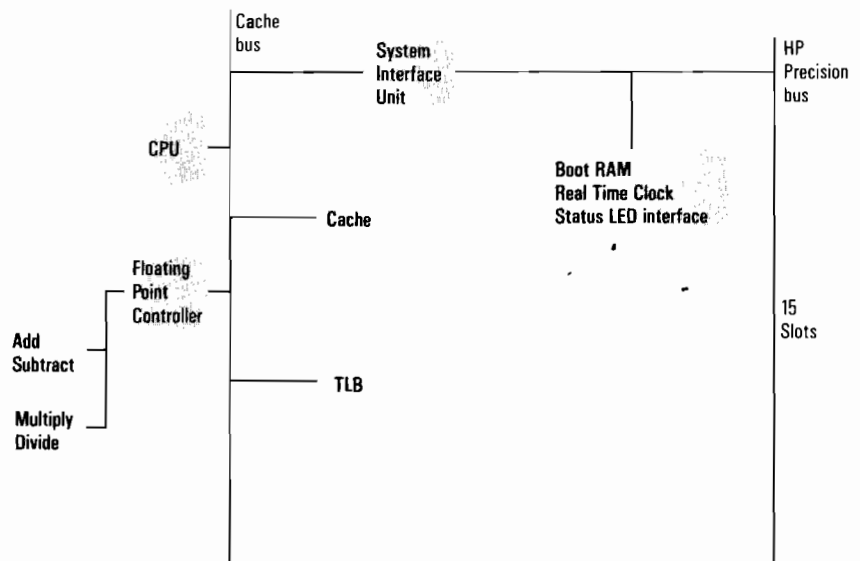 Cache
bus
System
Interface
Unit
HP
Precision
bus
CPU
Boot RAM
Real Time Clock
Status LED interface
Cache
Floating
Point
Controller
15
Slots
Add
Subtract
TLB
Multiply
Divide